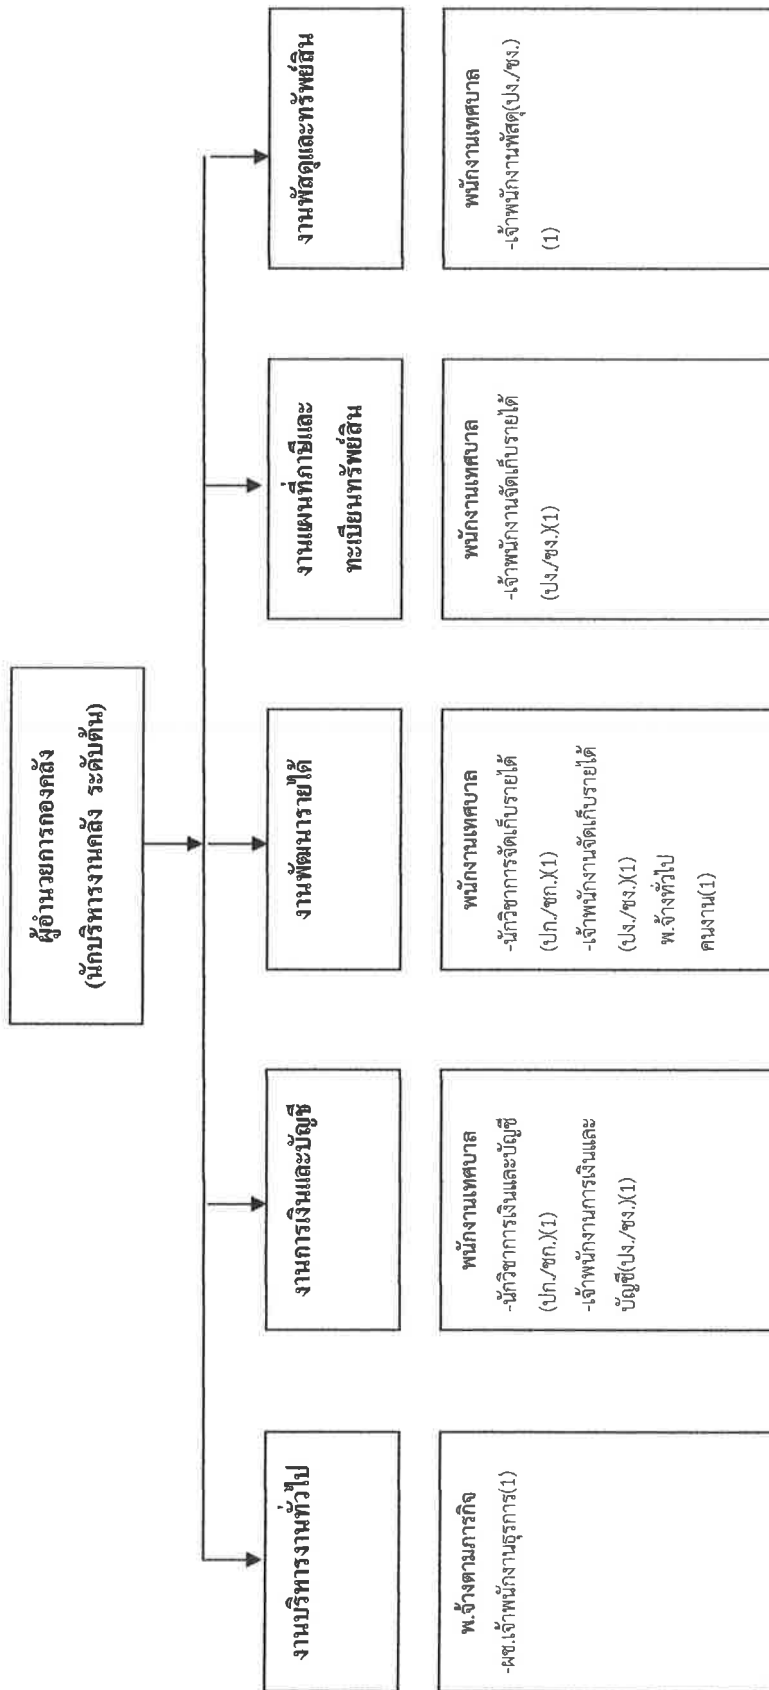 ผู้อำนวยการกองคลัง
(นักบริหารงานคลัง ระดับต้น)
งานบริหารงานทั่วไป
งานการเงินและบัญชี
งานพัฒนารายได้
งานแผนที่ภาษีและ
ทะเบียนทรัพย์สิน
งานพัสดุและทรัพย์สิน
พ.จ้างตามภารกิจ
-ผช.เจ้าพนักงานธุรการ(1)
พนักงานเทศบาล
-นักวิชาการเงินและบัญชี
(ปก./ชก.)(1)
-เจ้าพนักงานการเงินและ
บัญชี(ปง./ชง.)(1)
พนักงานเทศบาล
-นักวิชาการจัดเก็บรายได้
(ปก./ชก.)(1)
-เจ้าพนักงานจัดเก็บรายได้
(ปง./ชง.)(1)
พ.จ้างทั่วไป
คนงาน(1)
พนักงานเทศบาล
-เจ้าพนักงานจัดเก็บรายได้
(ปง./ชง.)(1)
พนักงานเทศบาล
-เจ้าพนักงานพัสดุ(ปง./ชง.)
(1)